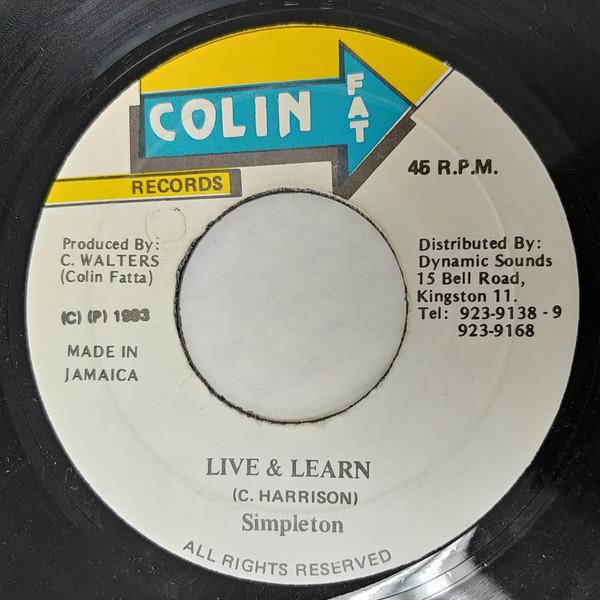 COLIN FAT
RECORDS
45 R.P.M.
Produced By:
C. WALTERS
(Colin Fatta)
(C) (P) 1993
MADE IN
JAMAICA
Distributed By:
Dynamic Sounds
15 Bell Road,
Kingston 11.
Tel: 923-9138 - 9
923-9168
LIVE & LEARN
(C. HARRISON)
Simpleton
ALL RIGHTS RESERVED